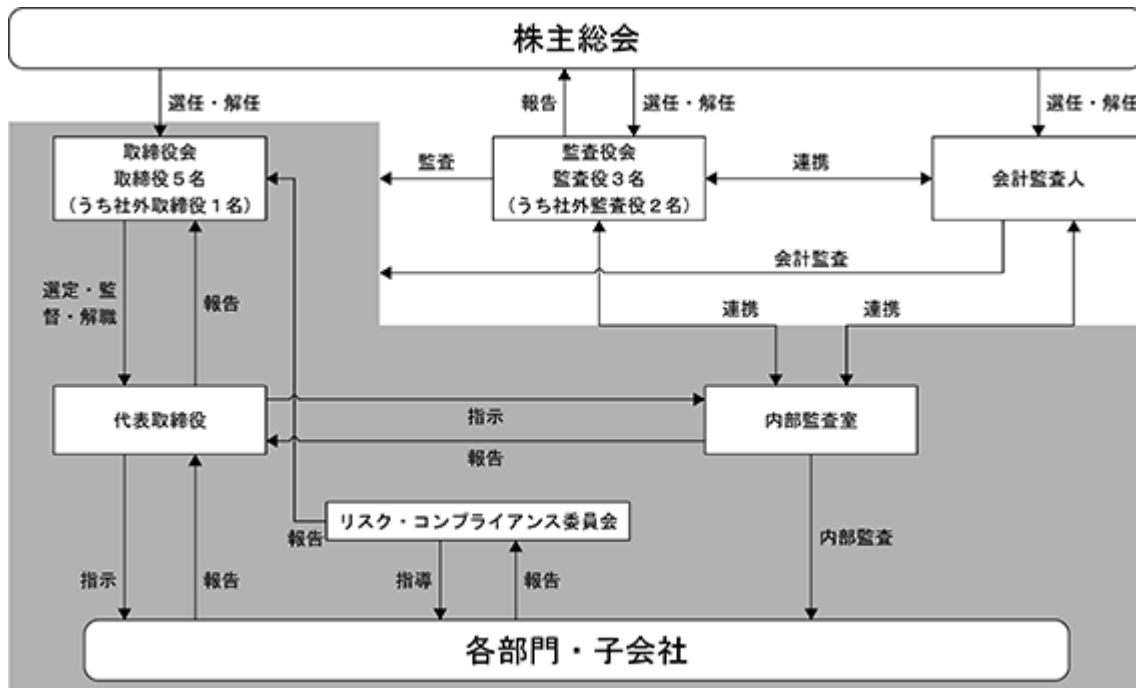 株主総会
選任・解任
報告
選任・解任
選任・解任
取締役会
取締役５名
（うち社外取締役１名）
監査
監査役会
監査役３名
（うち社外監査役２名）
連携
会計監査人
会計監査
選定・監
督・解職
報告
連携
連携
代表取締役
指示
報告
内部監査室
リスク・コンプライアンス委員会
報告
内部監査
指示
報告
指導
報告
各部門・子会社